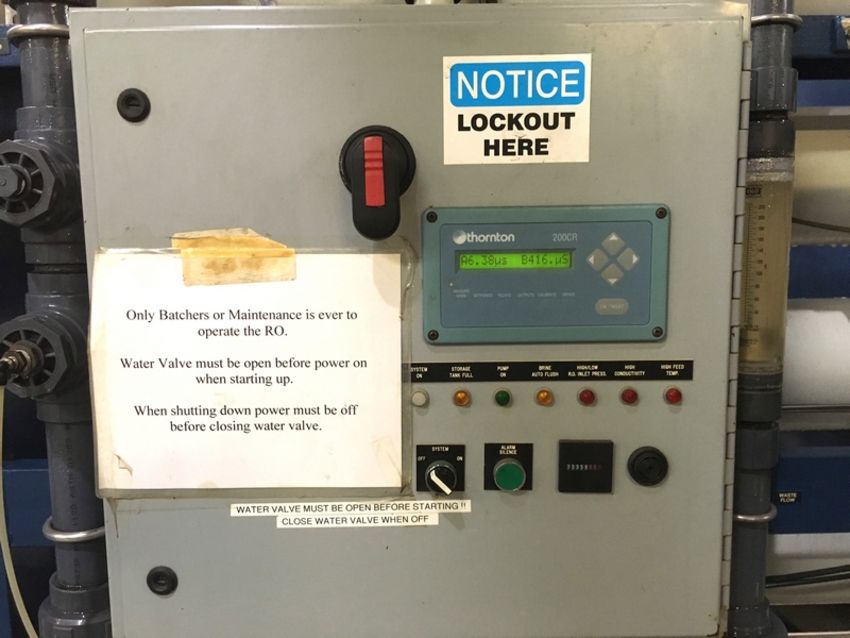 NOTICE
LOCKOUT
HERE
thornton 200CR
A6.38µs B416.µS
Only Batchers or Maintenance is ever to
operate the RO.
Water Valve must be open before power on
when starting up.
When shutting down power must be off
before closing water valve.
SYSTEM
ON
STORAGE
TANK FULL
PUMP
ON
BRINE
AUTO FLUSH
HIGH/LOW
R.O. INLET PRESS.
HIGH
CONDUCTIVITY
HIGH FEED
TEMP.
SYSTEM
OFF ON
ALARM
SILENCE
WATER VALVE MUST BE OPEN BEFORE STARTING !!
CLOSE WATER VALVE WHEN OFF
WASTE
FLOW